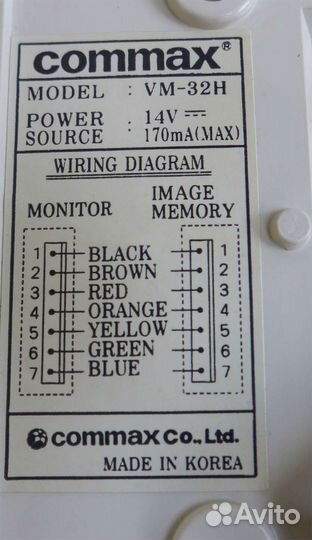 commax®
MODEL : VM-32H
POWER SOURCE : 14V 170mA(MAX)
WIRING DIAGRAM
MONITOR IMAGE MEMORY
1 BLACK 1
2 BROWN 2
3 RED 3
4 ORANGE 4
5 YELLOW 5
6 GREEN 6
7 BLUE 7
commax Co., Ltd.
MADE IN KOREA
Avito